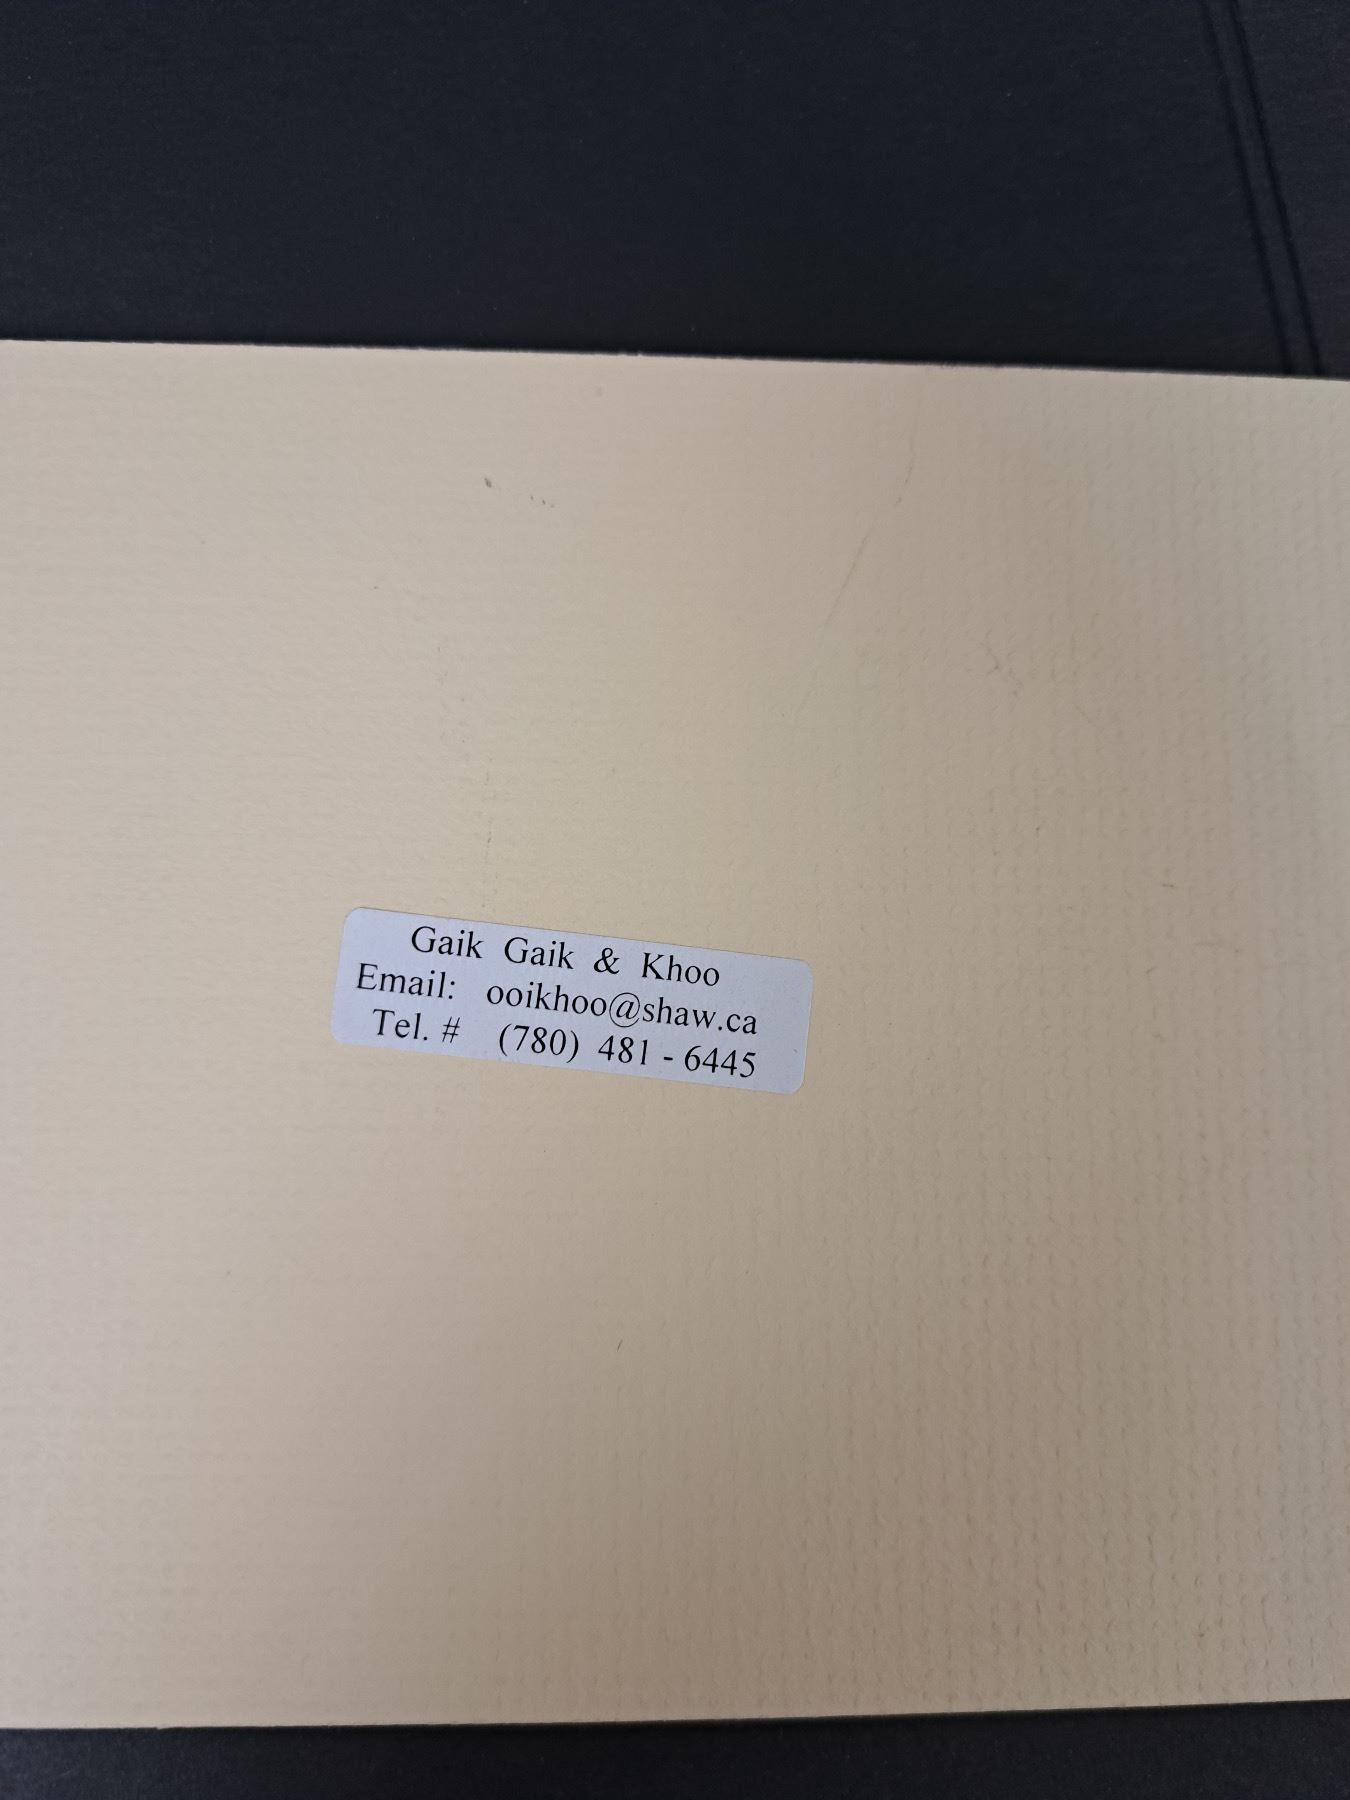 Gaik Gaik & Khoo
Email: ooikhoo@shaw.ca
Tel. # (780) 481 - 6445